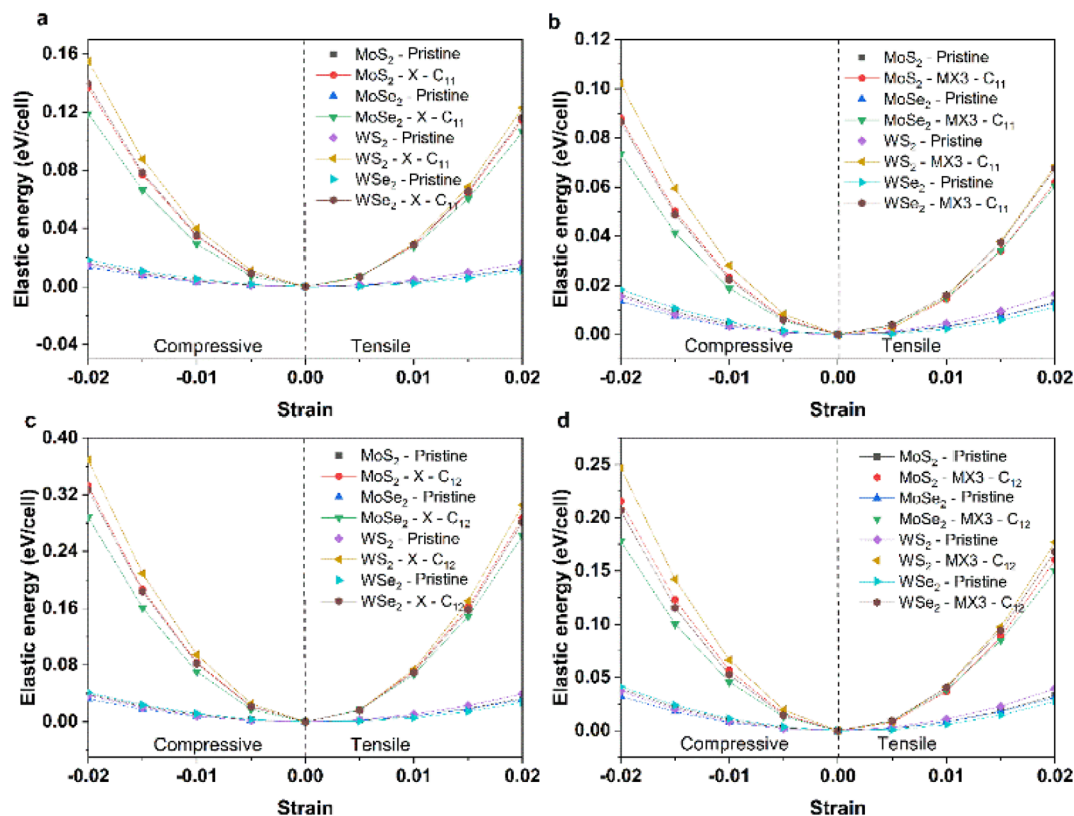 a
Elastic energy (eV/cell)
0.16
0.12
0.08
0.04
0.00
-0.04
MoS2 - Pristine
MoS2 - X - C11
MoSe2 - Pristine
MoSe2 - X - C11
WS2 - Pristine
WS2 - X - C11
WSe2 - Pristine
WSe2 - X - C11
Compressive
Tensile
-0.02 -0.01 0.00 0.01 0.02
Strain
b
Elastic energy (eV/cell)
0.12
0.10
0.08
0.06
0.04
0.02
0.00
MoS2 - Pristine
MoS2 - MX3 - C11
MoSe2 - Pristine
MoSe2 - MX3 - C11
WS2 - Pristine
WS2 - MX3 - C11
WSe2 - Pristine
WSe2 - MX3 - C11
Compressive
Tensile
-0.02 -0.01 0.00 0.01 0.02
Strain
c
Elastic energy (eV/cell)
0.40
0.32
0.24
0.16
0.08
0.00
MoS2 - Pristine
MoS2 - X - C12
MoSe2 - Pristine
MoSe2 - X - C12
WS2 - Pristine
WS2 - X - C12
WSe2 - Pristine
WSe2 - X - C12
Compressive
Tensile
-0.02 -0.01 0.00 0.01 0.02
Strain
d
Elastic energy (eV/cell)
0.25
0.20
0.15
0.10
0.05
0.00
MoS2 - Pristine
MoS2 - MX3 - C12
MoSe2 - Pristine
MoSe2 - MX3 - C12
WS2 - Pristine
WS2 - MX3 - C12
WSe2 - Pristine
WSe2 - MX3 - C12
Compressive
Tensile
-0.02 -0.01 0.00 0.01 0.02
Strain